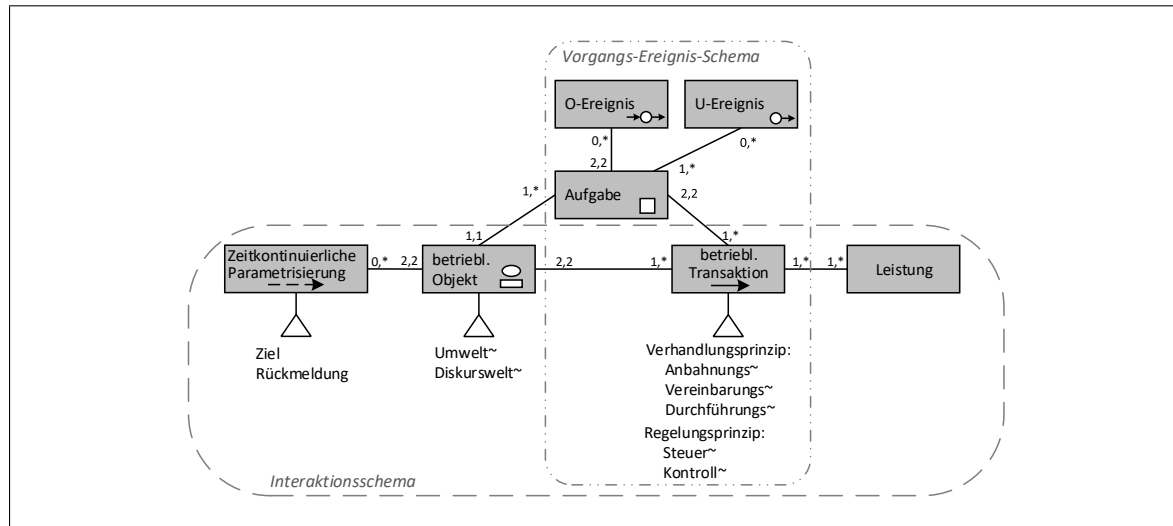 Vorgangs-Ereignis-Schema
O-Ereignis
U-Ereignis
0,*
0,*
2,2
1,*
Aufgabe
1,*
2,2
1,1
1,*
Zeitkontinuierliche
Parametrisierung
0,*
2,2
betriebl.
Objekt
2,2
1,*
betriebl.
Transaktion
1,*
1,*
Leistung
Ziel
Rückmeldung
Umwelt~
Diskurswelt~
Verhandlungsprinzip:
Anbahnungs~
Vereinbarungs~
Durchführungs~
Regelungsprinzip:
Steuer~
Kontroll~
Interaktionsschema